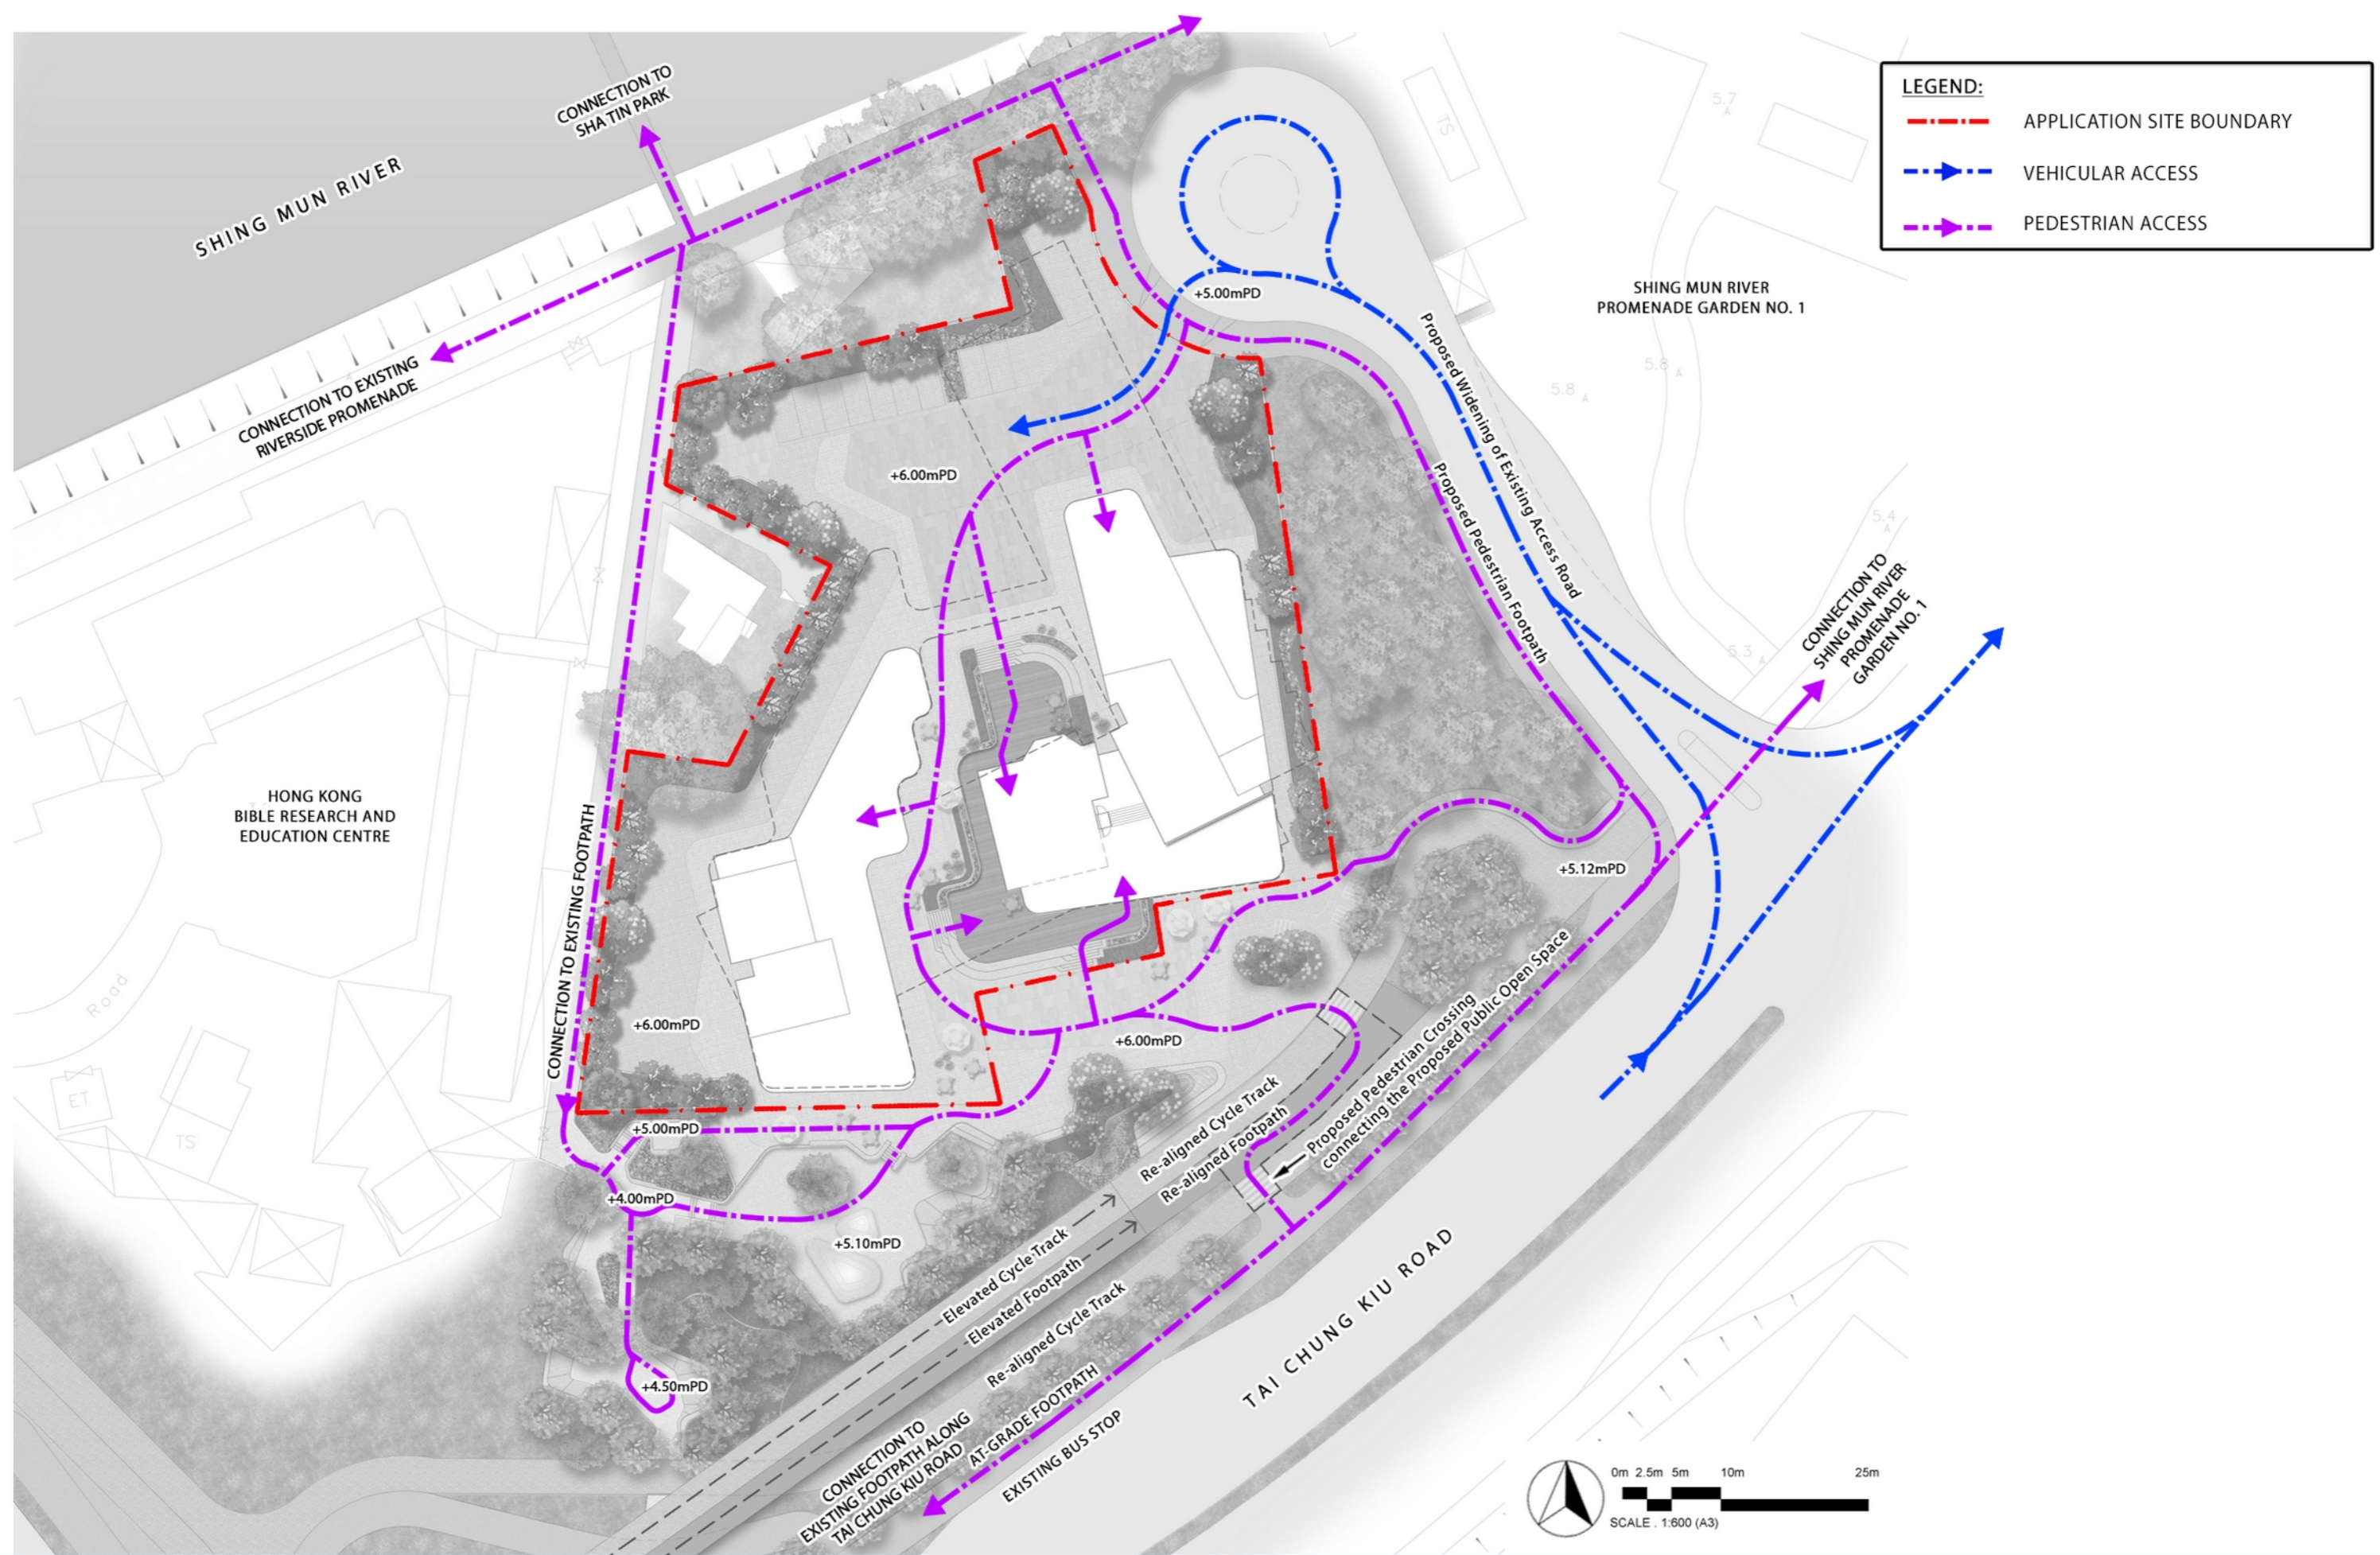 CONNECTION TO
SHA TIN PARK
SHING MUN RIVER
LEGEND:
APPLICATION SITE BOUNDARY
VEHICULAR ACCESS
PEDESTRIAN ACCESS
5.7
TS
+5.00mPD
SHING MUN RIVER
PROMENADE GARDEN NO. 1
CONNECTION TO EXISTING
RIVERSIDE PROMENADE
5.8
5.8
+6.00mPD
Proposed Widening of Existing Access Road
Proposed Pedestrian Footpath
5.4
CONNECTION TO
SHING MUN RIVER
PROMENADE
GARDEN NO. 1
5.3
HONG KONG
BIBLE RESEARCH AND
EDUCATION CENTRE
CONNECTION TO EXISTING FOOTPATH
+5.12mPD
Road
+6.00mPD
+6.00mPD
Proposed Pedestrian Crossing
connecting the Proposed Public Open Space
ET
TS
+5.00mPD
Re-aligned Cycle Track
Re-aligned Footpath
+4.00mPD
+5.10mPD
Elevated Cycle Track
Elevated Footpath
Re-aligned Cycle Track
+4.50mPD
TAI CHUNG KIU ROAD
CONNECTION TO
EXISTING FOOTPATH ALONG
TAI CHUNG KIU ROAD
AT-GRADE FOOTPATH
EXISTING BUS STOP
0m 2.5m 5m 10m 25m
SCALE . 1:600 (A3)